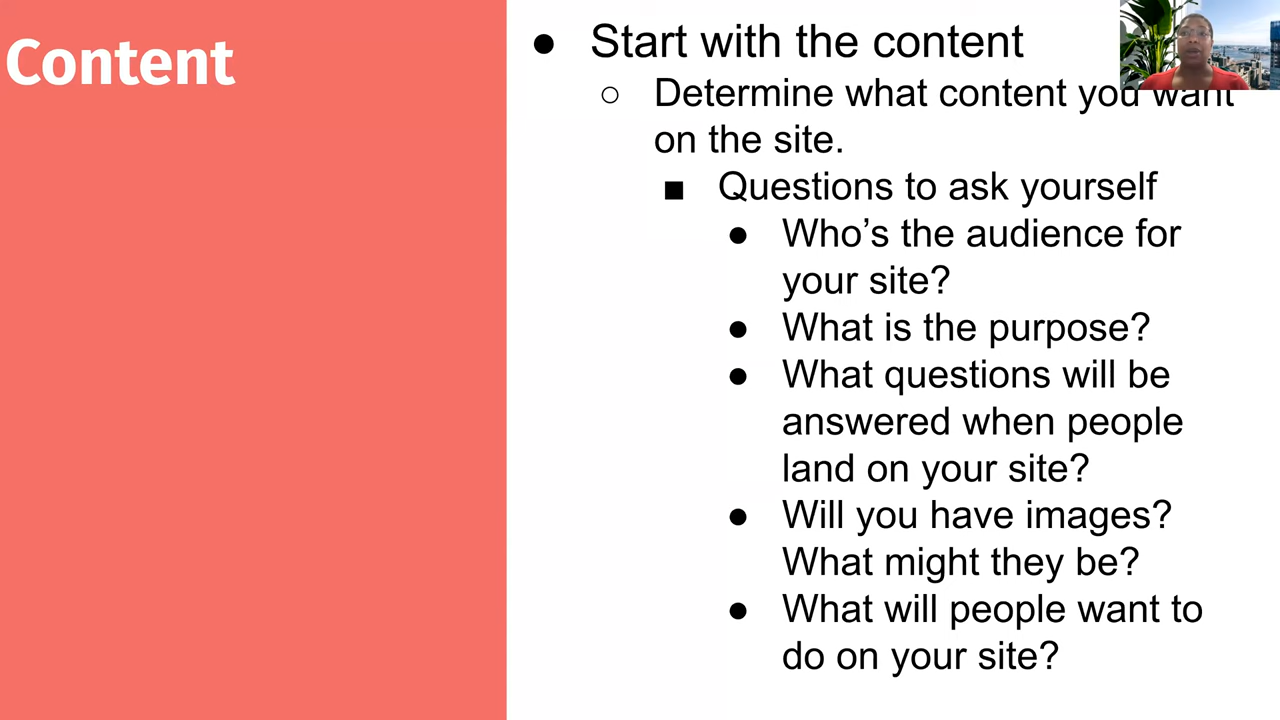 Content
● Start with the content
○ Determine what content you want
on the site.
■ Questions to ask yourself
● Who’s the audience for
your site?
● What is the purpose?
● What questions will be
answered when people
land on your site?
● Will you have images?
What might they be?
● What will people want to
do on your site?